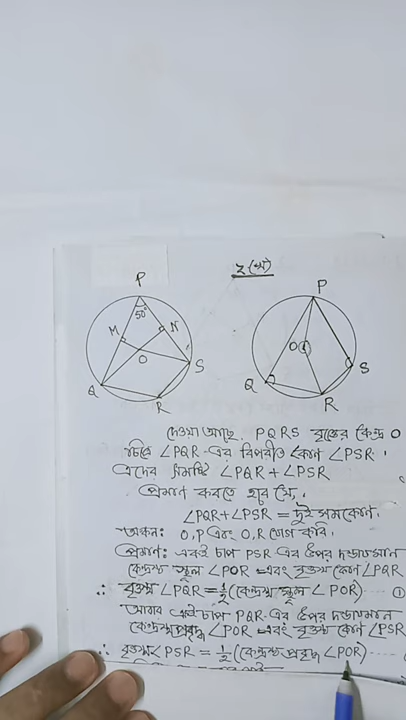 ২(খ)
P
50°
M
N
O
S
Q
R
P
O
S
Q
R
দেওয়া আছে, PQRS বৃত্তের কেন্দ্র O
চিত্রে ∠PQR-এর বিপরীত কোণ ∠PSR.
এদের সমষ্টি ∠PQR+∠PSR
প্রমাণ করতে হবে যে,
∠PQR+∠PSR = দুই সমকোণ.
অঙ্কন: O,P এবং O,R যোগ করি.
প্রমাণ: একই চাপ PSR এর উপর দন্ডায়মান
কেন্দ্রস্থ স্থূল ∠POR এবং বৃত্তস্থ কোণ ∠PQR
∴ বৃত্তস্থ ∠PQR = 1/2 (কেন্দ্রস্থ স্থূল ∠POR) ---- ①
আবার একই চাপ PQR-এর উপর দন্ডায়মান
কেন্দ্রস্থ প্রবৃদ্ধ ∠POR এবং বৃত্তস্থ কোণ ∠PSR
∴ বৃত্তস্থ ∠PSR = 1/2 (কেন্দ্রস্থ প্রবৃদ্ধ ∠POR) ----